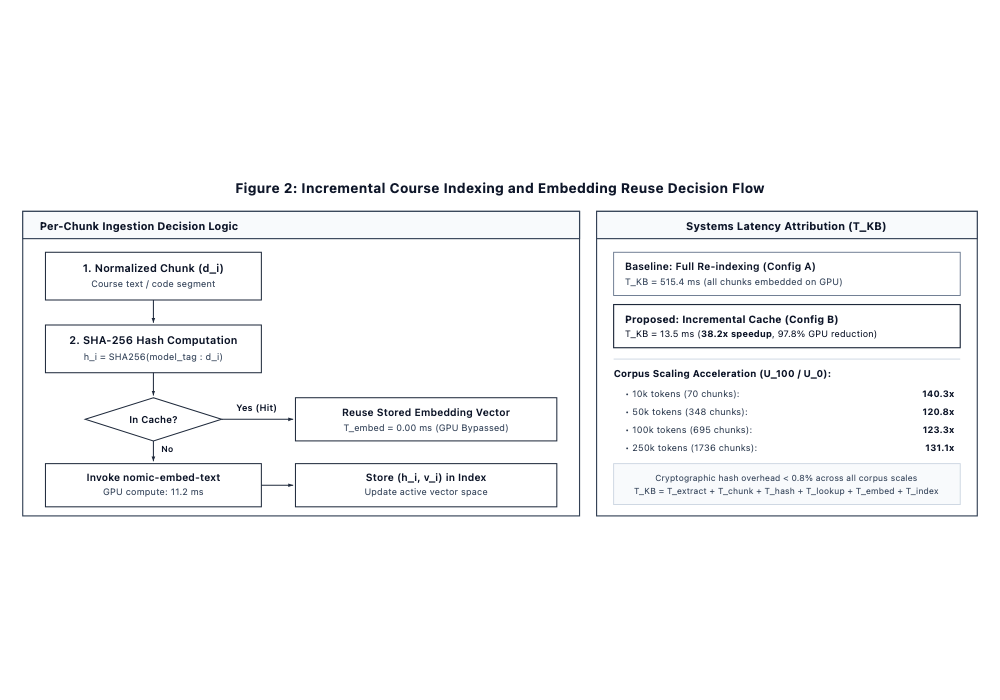 Figure 2: Incremental Course Indexing and Embedding Reuse Decision Flow
Per-Chunk Ingestion Decision Logic
1. Normalized Chunk (d_i)
Course text / code segment
2. SHA-256 Hash Computation
h_i = SHA256(model_tag : d_i)
In Cache?
Yes (Hit)
Reuse Stored Embedding Vector
T_embed = 0.00 ms (GPU Bypassed)
No
Invoke nomic-embed-text
GPU compute: 11.2 ms
Store (h_i, v_i) in Index
Update active vector space
Systems Latency Attribution (T_KB)
Baseline: Full Re-indexing (Config A)
T_KB = 515.4 ms (all chunks embedded on GPU)
Proposed: Incremental Cache (Config B)
T_KB = 13.5 ms (38.2x speedup, 97.8% GPU reduction)
Corpus Scaling Acceleration (U_100 / U_0):
• 10k tokens (70 chunks): 140.3x
• 50k tokens (348 chunks): 120.8x
• 100k tokens (695 chunks): 123.3x
• 250k tokens (1736 chunks): 131.1x
Cryptographic hash overhead < 0.8% across all corpus scales
T_KB = T_extract + T_chunk + T_hash + T_lookup + T_embed + T_index